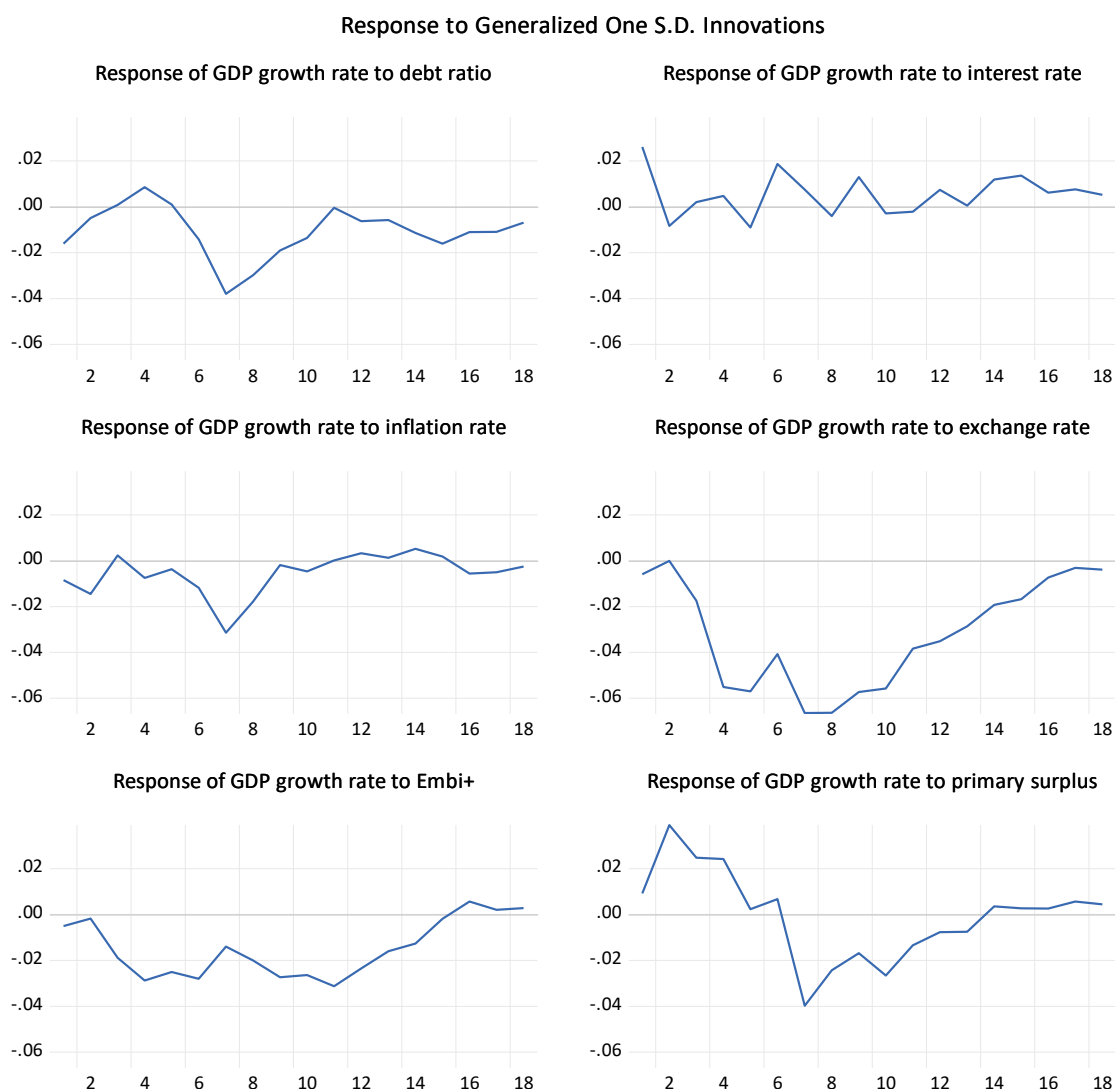 Response to Generalized One S.D. Innovations
Response of GDP growth rate to debt ratio
.02
.00
-.02
-.04
-.06
2 4 6 8 10 12 14 16 18
Response of GDP growth rate to interest rate
.02
.00
-.02
-.04
-.06
2 4 6 8 10 12 14 16 18
Response of GDP growth rate to inflation rate
.02
.00
-.02
-.04
-.06
2 4 6 8 10 12 14 16 18
Response of GDP growth rate to exchange rate
.02
.00
-.02
-.04
-.06
2 4 6 8 10 12 14 16 18
Response of GDP growth rate to Embi+
.02
.00
-.02
-.04
-.06
2 4 6 8 10 12 14 16 18
Response of GDP growth rate to primary surplus
.02
.00
-.02
-.04
-.06
2 4 6 8 10 12 14 16 18